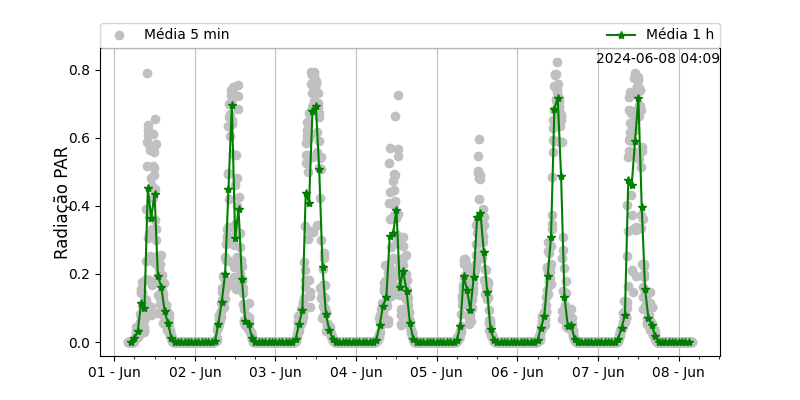 Média 5 min
Média 1 h
2024-06-08 04:09
Radiação PAR
0.8
0.6
0.4
0.2
0.0
01 - Jun
02 - Jun
03 - Jun
04 - Jun
05 - Jun
06 - Jun
07 - Jun
08 - Jun